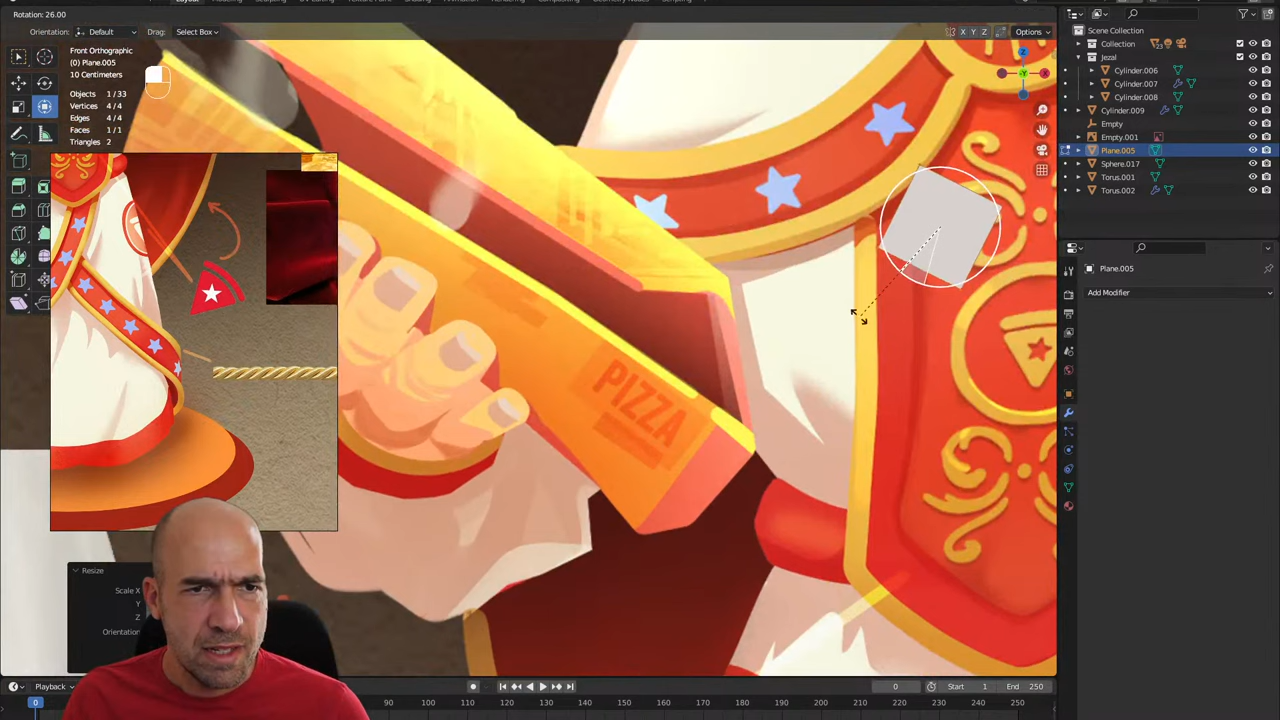 Layout
Rotation: 26.00
Orientation: Default Drag: Select Box
X Y Z Options
Front Orthographic
(0) Plane.005
10 Centimeters
Objects 1/33
Vertices 4/4
Edges 4/4
Faces 1/1
Triangles 2
PIZZA
Resize
Scale X
Y
Z
Orientation
Playback
0 Start 1 End 250
0
110 120 130 140 150 160 170 180 190 200 210 220 230 240 250
Scene Collection
Collection 23
Jezal
Cylinder.006
Cylinder.007
Cylinder.008
Cylinder.009
Empty
Empty.001
Plane.005
Sphere.017
Torus.001
Torus.002
Plane.005
Add Modifier